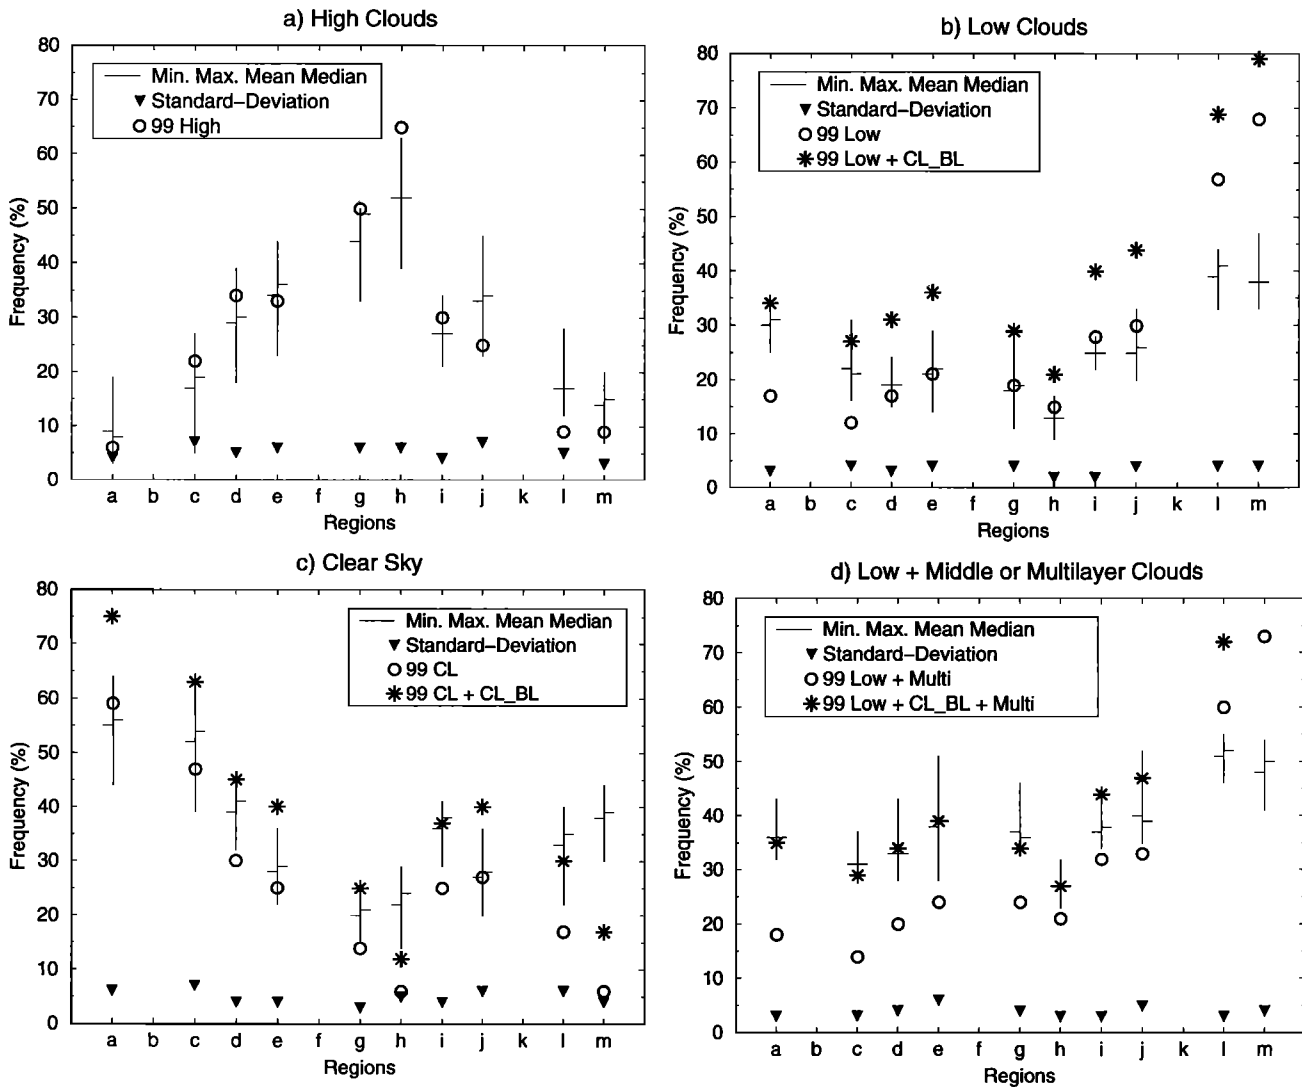 a) High Clouds
80
70
60
50
40
30
20
10
0
Frequency (%)
Min. Max. Mean Median
Standard–Deviation
99 High
a b c d e f g h i j k l m
Regions
b) Low Clouds
80
70
60
50
40
30
20
10
0
Frequency (%)
Min. Max. Mean Median
Standard–Deviation
99 Low
99 Low + CL_BL
a b c d e f g h i j k l m
Regions
c) Clear Sky
80
70
60
50
40
30
20
10
0
Frequency (%)
Min. Max. Mean Median
Standard–Deviation
99 CL
99 CL + CL_BL
a b c d e f g h i j k l m
Regions
d) Low + Middle or Multilayer Clouds
80
70
60
50
40
30
20
10
0
Frequency (%)
Min. Max. Mean Median
Standard–Deviation
99 Low + Multi
99 Low + CL_BL + Multi
a b c d e f g h i j k l m
Regions